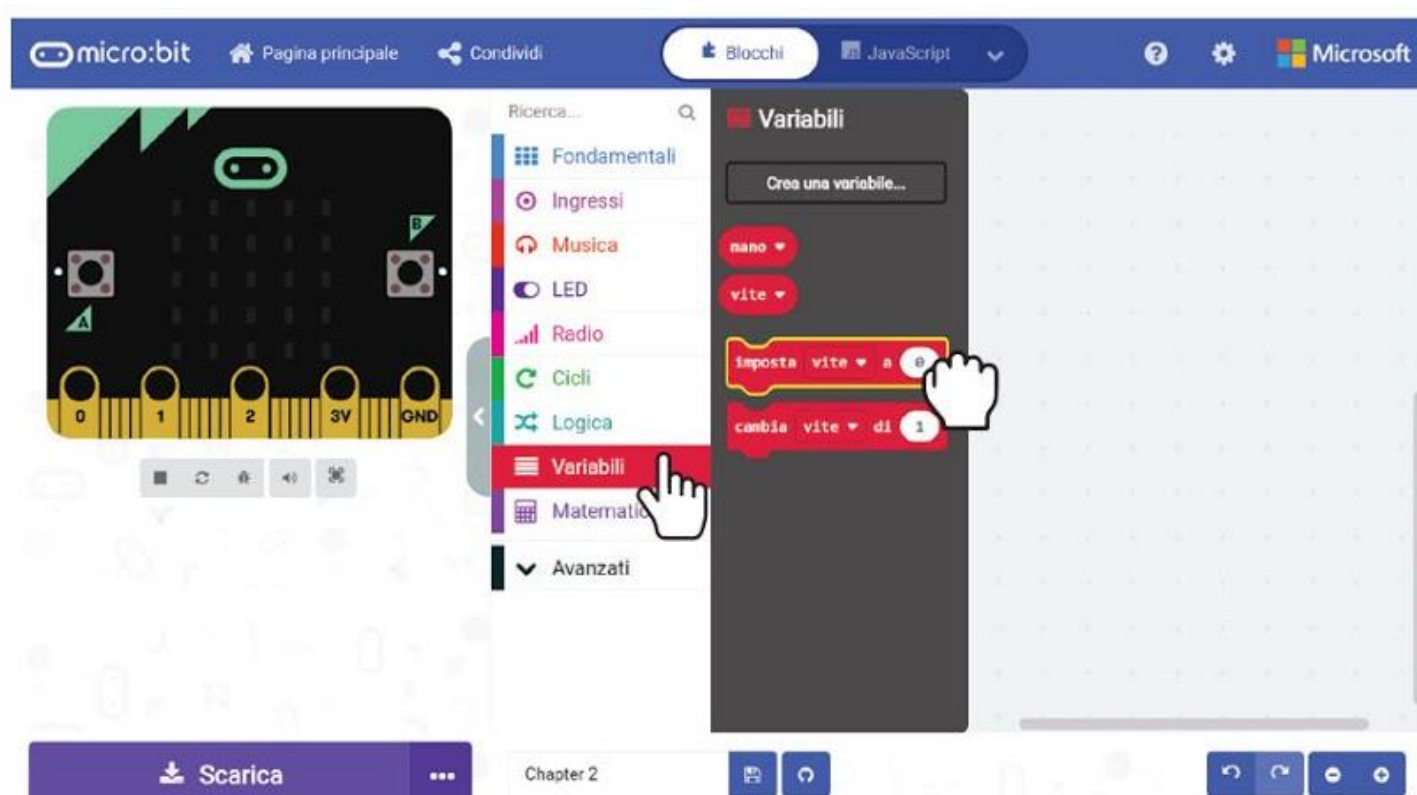 micro:bit
Pagina principale
Condividi
Blocchi
JavaScript
Microsoft
B
A
0
1
2
3V
GND
Ricerca...
Fondamentali
Ingressi
Musica
LED
Radio
Cicli
Logica
Variabili
Matematic
Avanzati
Variabili
Crea una variabile...
nano
vite
imposta vite a 0
cambia vite di 1
Scarica
Chapter 2